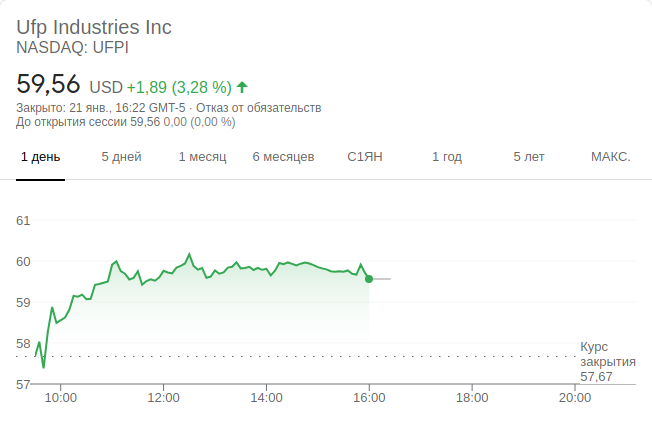 Ufp Industries Inc
NASDAQ: UFPI
59,56 USD +1,89 (3,28 %)
Закрыто: 21 янв., 16:22 GMT-5 · Отказ от обязательств
До открытия сессии 59,56 0,00 (0,00 %)
1 день 5 дней 1 месяц 6 месяцев С1ЯН 1 год 5 лет МАКС.
61
60
59
58
Курс
закрытия
57,67
57
10:00 12:00 14:00 16:00 18:00 20:00